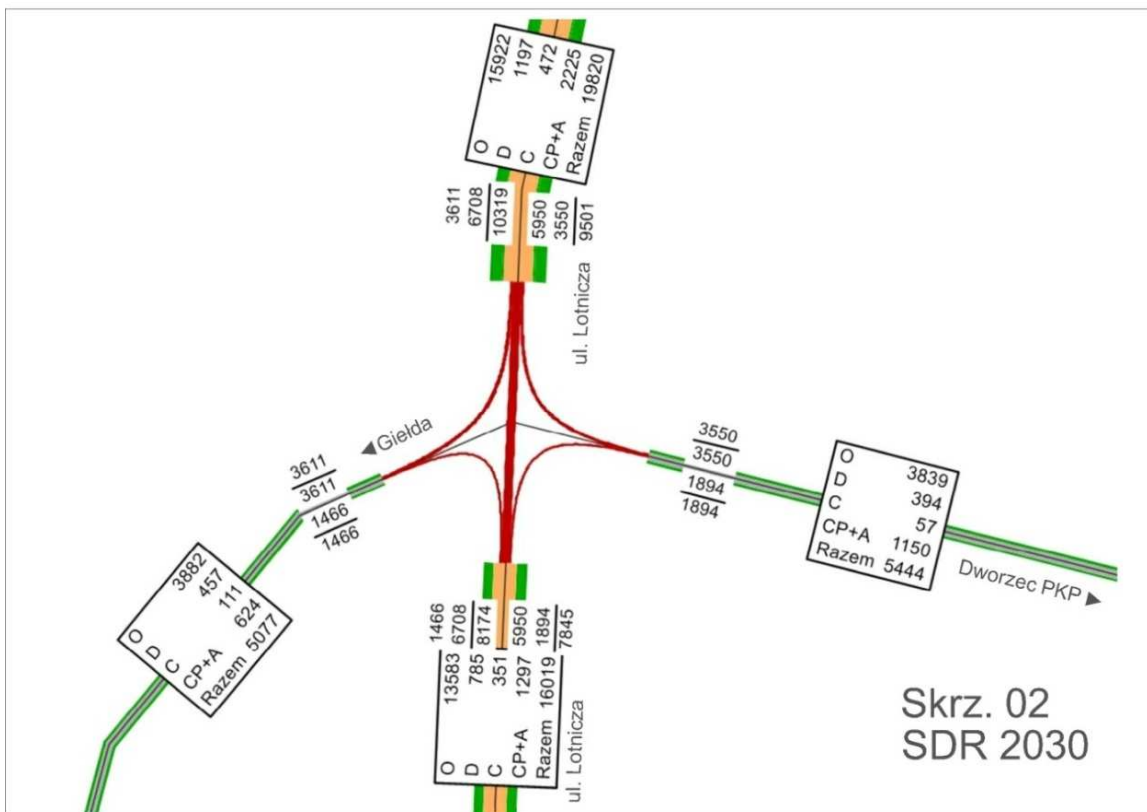 O 15922
D 1197
C 472
CP+A 2225
Razem 19820
3611
6708
10319
5950
3550
9501
ul. Lotnicza
◄Giełda
3611
3611
1466
1466
3550
3550
1894
1894
O 3839
D 394
C 57
CP+A 1150
Razem 5444
Dworzec PKP ►
O 3882
D 457
C 111
CP+A 624
Razem 5077
1466
6708
8174
5950
1894
7845
O 13583
D 785
C 351
CP+A 1297
Razem 16019
ul. Lotnicza
Skrz. 02
SDR 2030